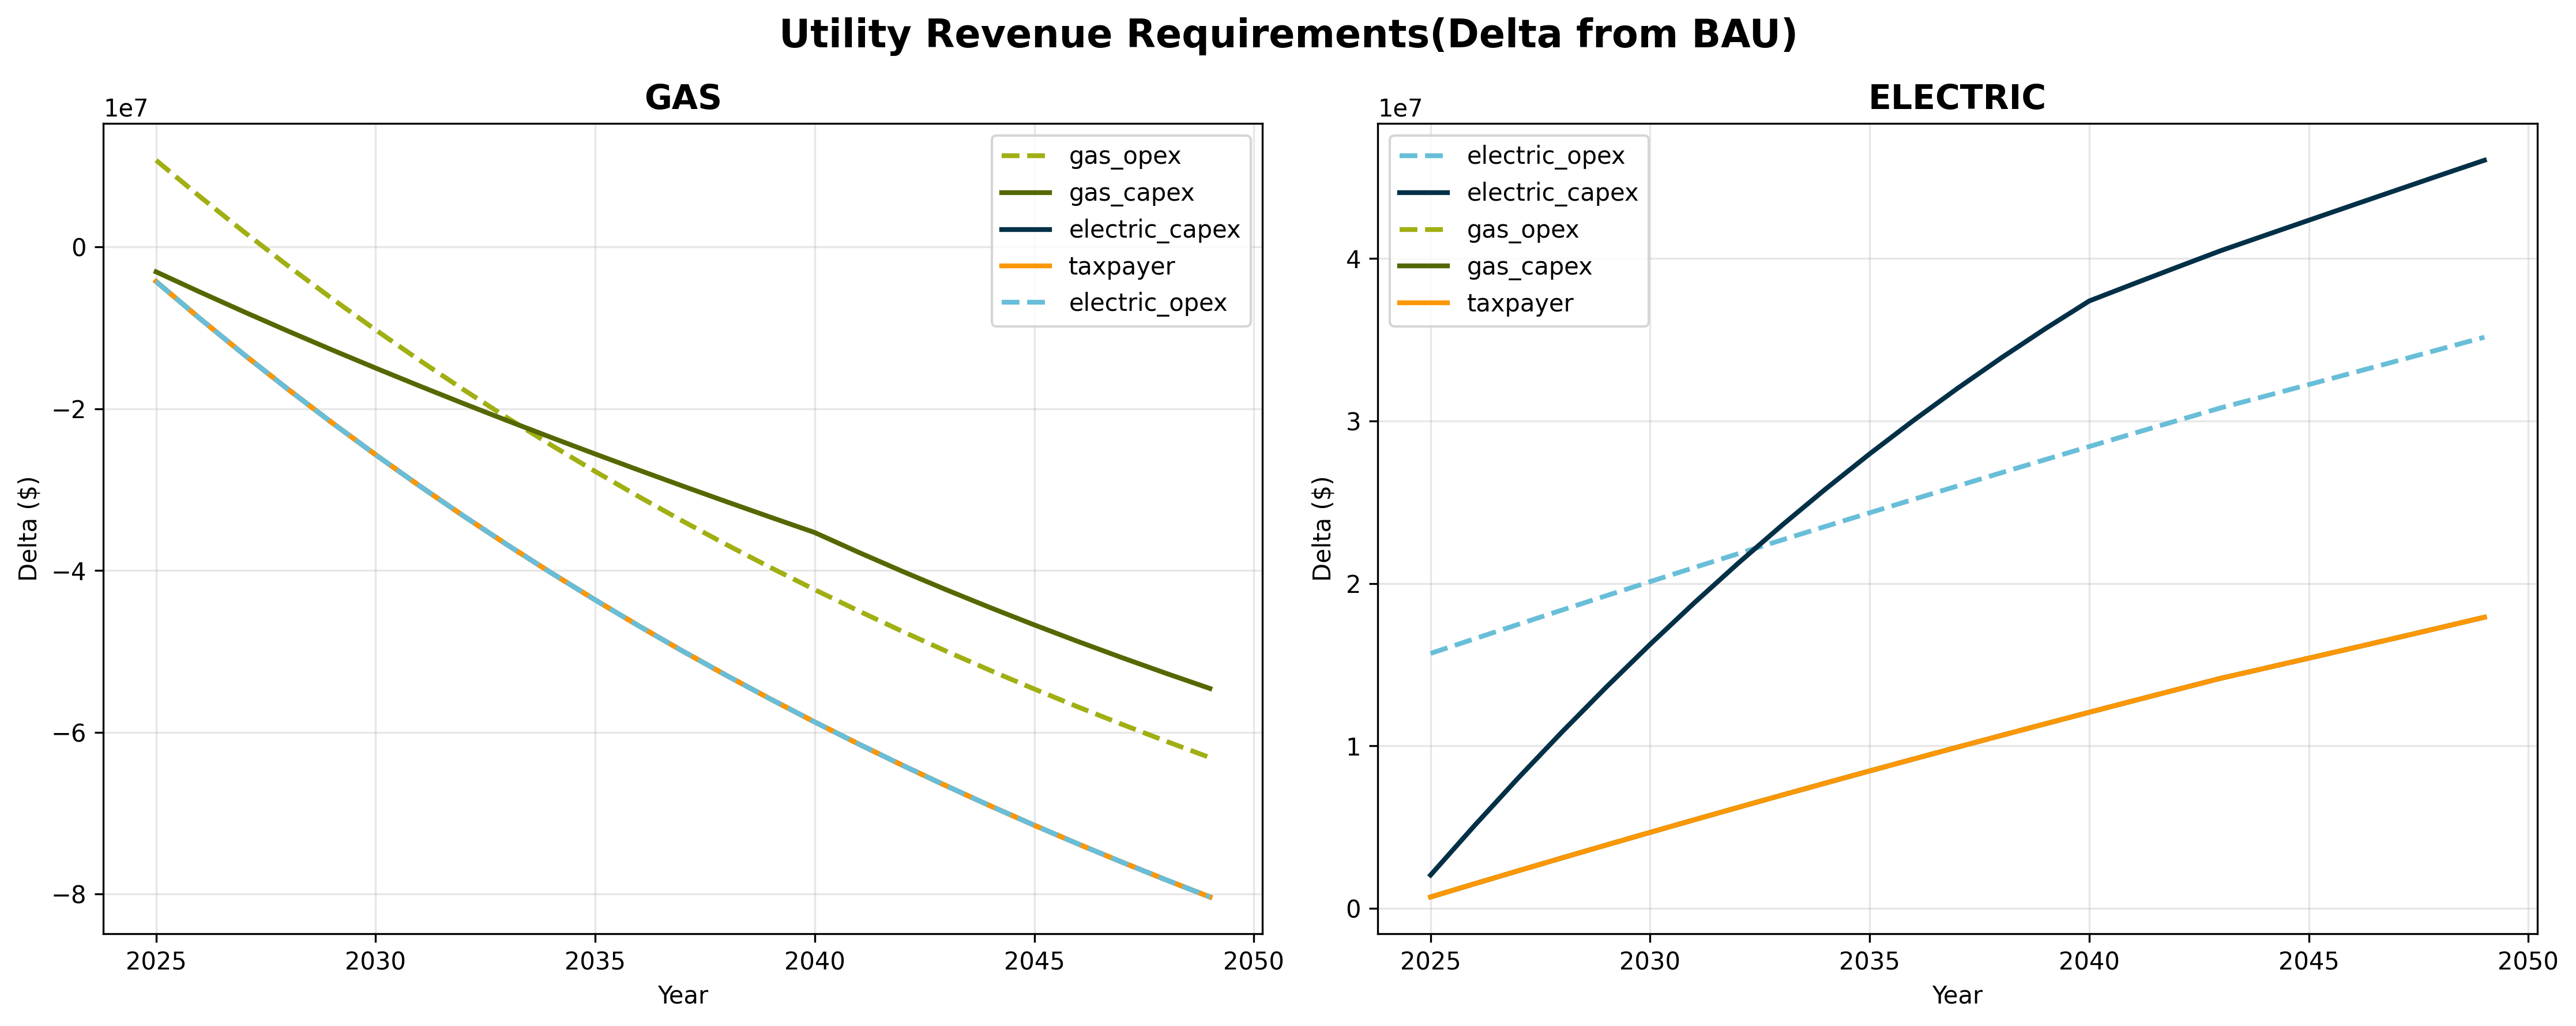 Utility Revenue Requirements(Delta from BAU)
GAS
1e7
gas_opex
gas_capex
electric_capex
taxpayer
electric_opex
0
−2
−4
−6
−8
Delta ($)
2025 2030 2035 2040 2045 2050
Year
ELECTRIC
1e7
electric_opex
electric_capex
gas_opex
gas_capex
taxpayer
4
3
2
1
0
Delta ($)
2025 2030 2035 2040 2045 2050
Year